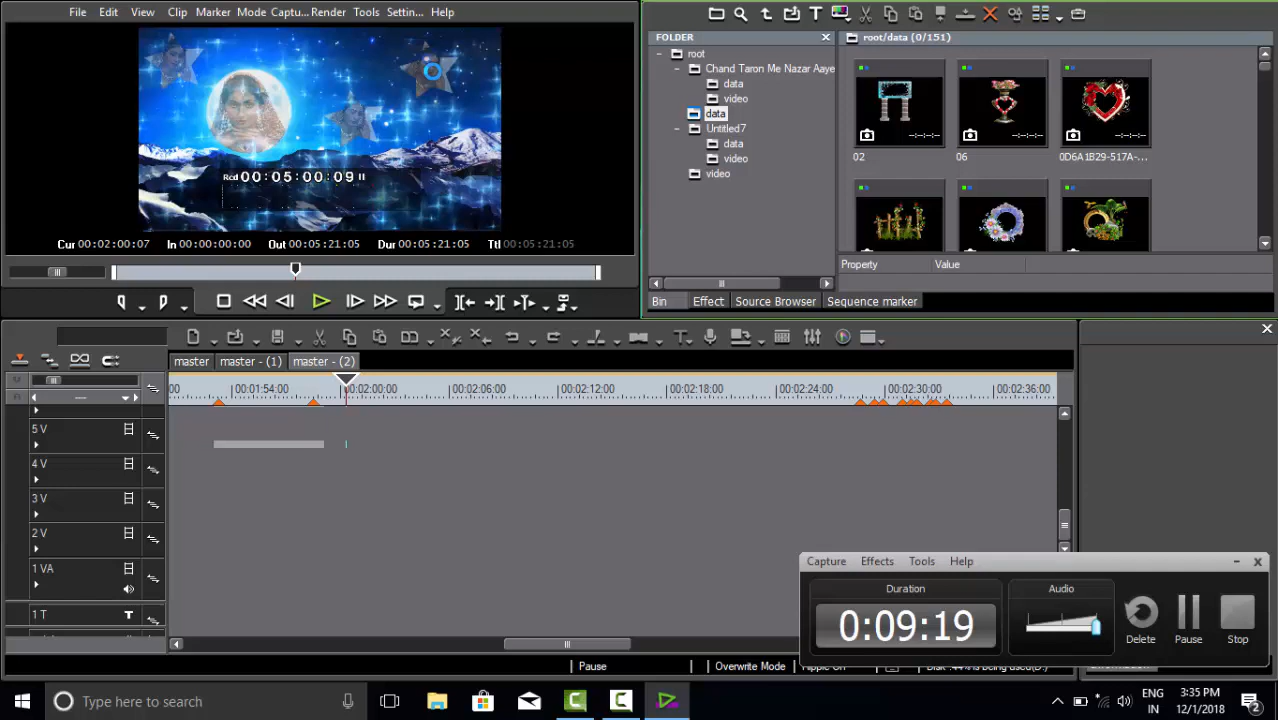 File Edit View Clip Marker Mode Captu... Render Tools Settin... Help
Rcd 00:05:00:09
Cur 00:02:00:07 In 00:00:00:00 Out 00:05:21:05 Dur 00:05:21:05 Ttl 00:05:21:05
FOLDER
root
Chand Taron Me Nazar Aaye
data
video
data
Untitled7
data
video
video
root/data (0/151)
02 06 0D6A1B29-517A-...
Property Value
Bin Effect Source Browser Sequence marker
master master - (1) master - (2)
00:01:54:00 00:02:00:00 00:02:06:00 00:02:12:00 00:02:18:00 00:02:24:00 00:02:30:00 00:02:36:00
5 V
4 V
3 V
2 V
1 VA
1 T
Capture Effects Tools Help
Duration Audio
0:09:19
Delete Pause Stop
Pause Overwrite Mode
Type here to search
ENG
IN
3:35 PM
12/1/2018
2